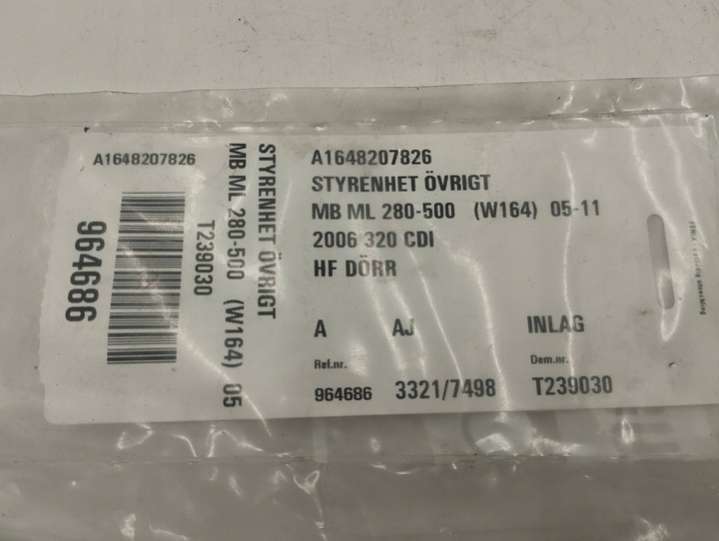 A1648207826
964686
STYRENHET ÖVRIGT
MB ML 280-500 (W164) 05
T239030
A1648207826
STYRENHET ÖVRIGT
MB ML 280-500 (W164) 05-11
2006 320 CDI
HF DÖRR
A AJ INLAG
Rel.nr. Dem.nr.
964686 3321/7498 T239030